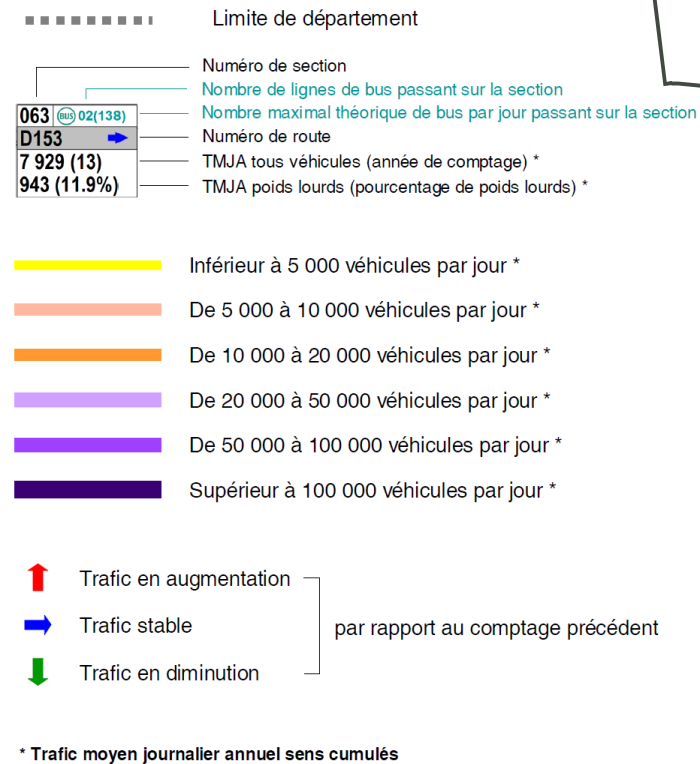 Limite de département
Numéro de section
Nombre de lignes de bus passant sur la section
063 BUS 02(138)
Nombre maximal théorique de bus par jour passant sur la section
D153
Numéro de route
7 929 (13)
TMJA tous véhicules (année de comptage) *
943 (11.9%)
TMJA poids lourds (pourcentage de poids lourds) *
Inférieur à 5 000 véhicules par jour *
De 5 000 à 10 000 véhicules par jour *
De 10 000 à 20 000 véhicules par jour *
De 20 000 à 50 000 véhicules par jour *
De 50 000 à 100 000 véhicules par jour *
Supérieur à 100 000 véhicules par jour *
Trafic en augmentation
Trafic stable
par rapport au comptage précédent
Trafic en diminution
* Trafic moyen journalier annuel sens cumulés